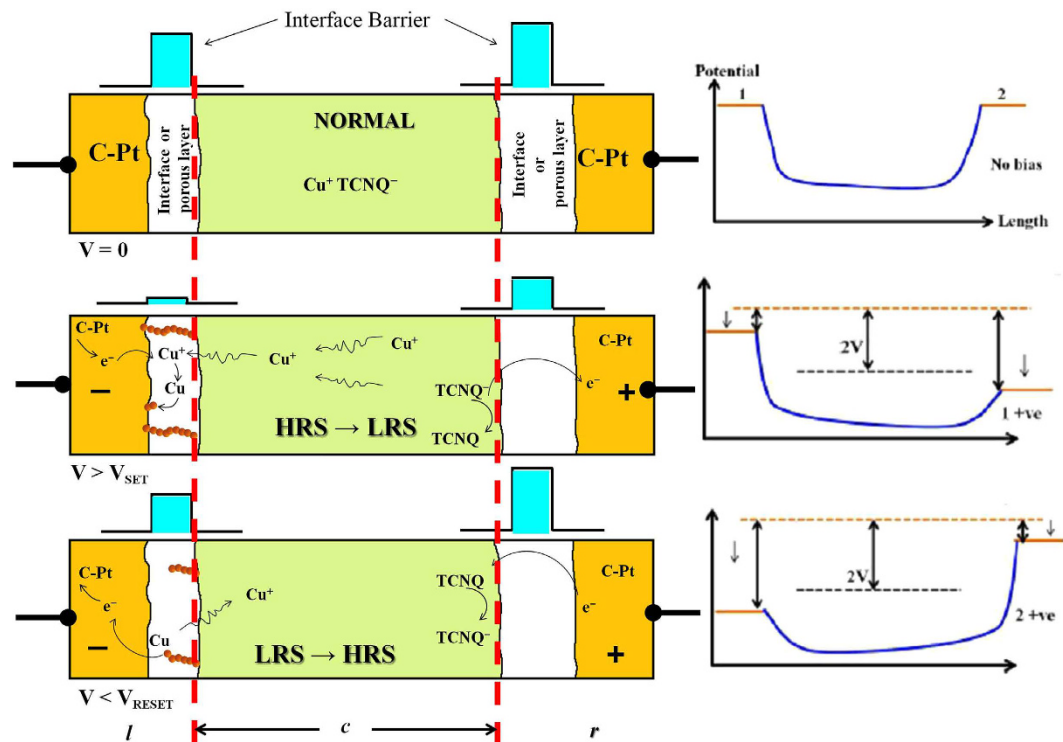 Interface Barrier
C-Pt
Interface or
porous layer
NORMAL
Cu⁺ TCNQ⁻
Interface
or
porous layer
C-Pt
V = 0
Potential
1
2
No bias
Length
C-Pt
e⁻
Cu⁺
Cu
−
Cu⁺
Cu⁺
TCNQ⁻
TCNQ
HRS → LRS
e⁻
C-Pt
+
V > V_SET
2V
1 +ve
C-Pt
e⁻
Cu
−
Cu⁺
LRS → HRS
TCNQ
TCNQ⁻
e⁻
C-Pt
+
V < V_RESET
2V
2 +ve
l
c
r